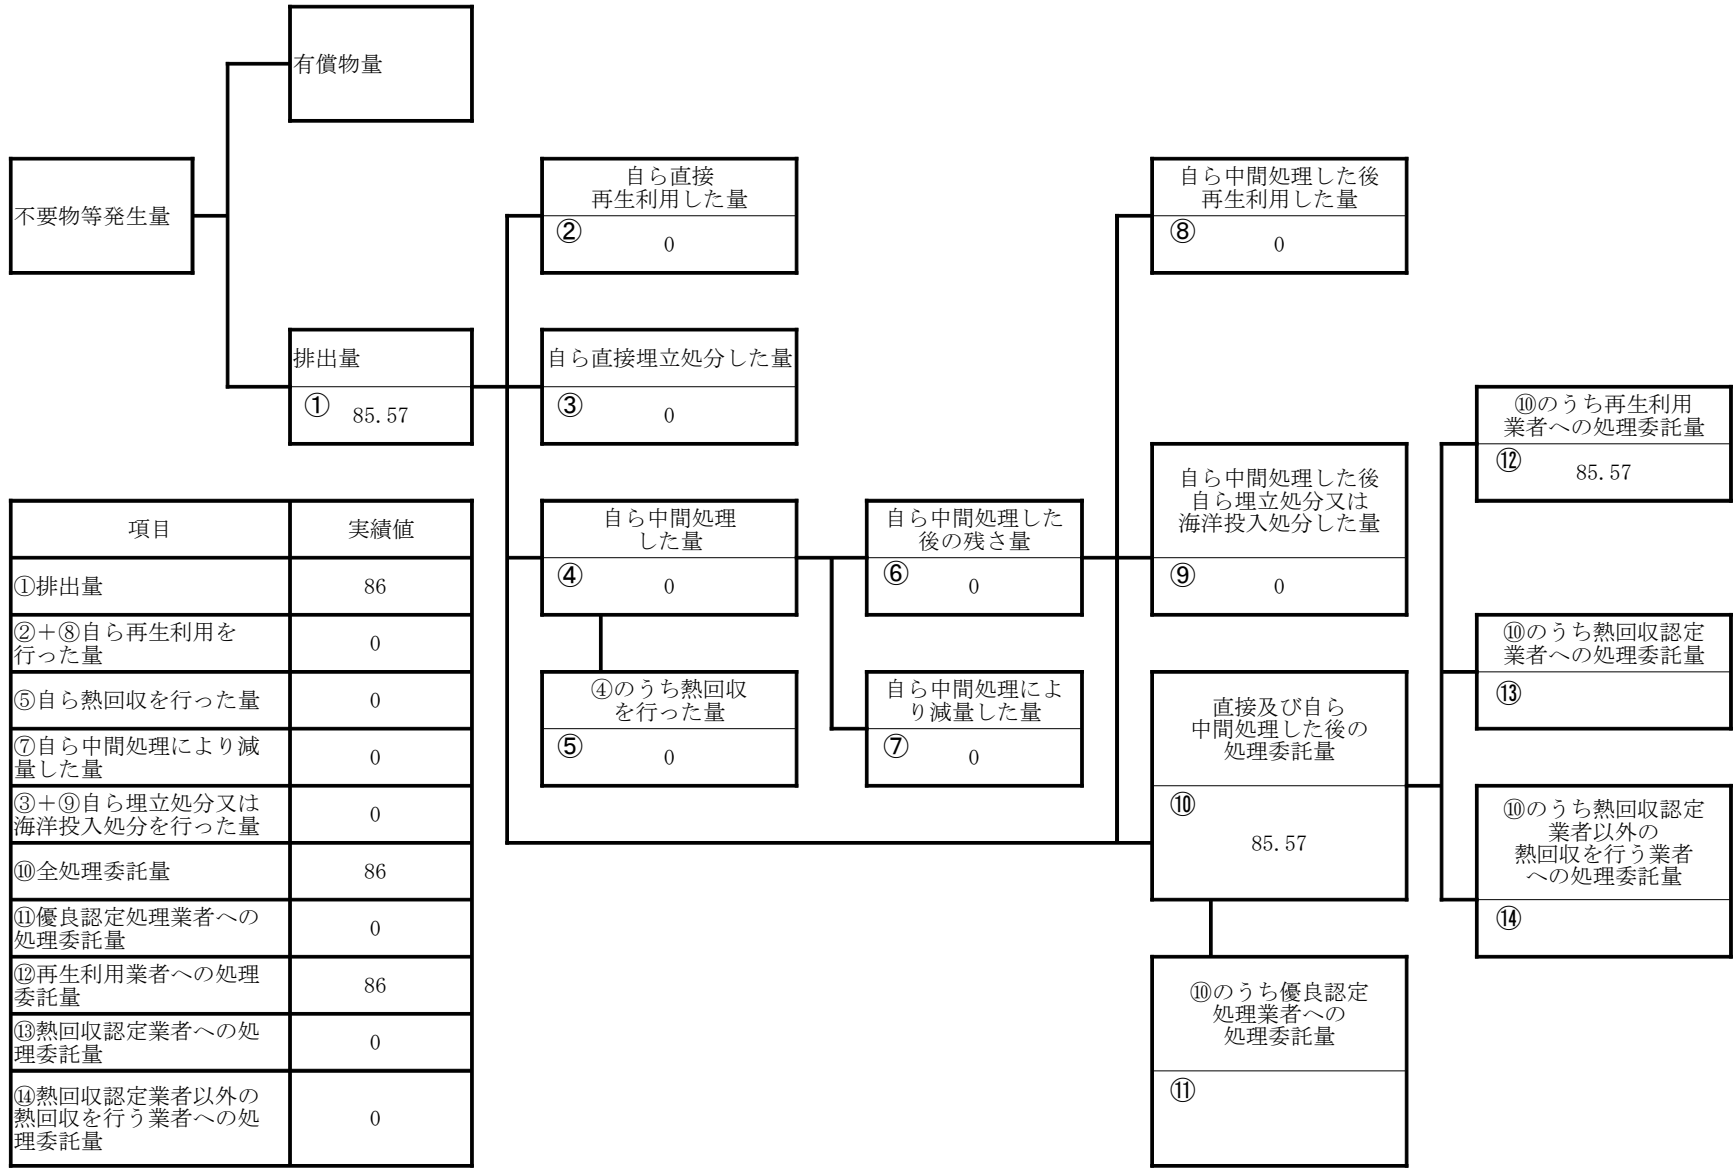 有償物量
不要物等発生量
排出量
①
85.57
自ら直接
再生利用した量
②
0
自ら直接埋立処分した量
③
0
自ら中間処理
した量
④
0
④のうち熱回収
を行った量
⑤
0
自ら中間処理した
後の残さ量
⑥
0
自ら中間処理によ
り減量した量
⑦
0
自ら中間処理した後
再生利用した量
⑧
0
自ら中間処理した後
自ら埋立処分又は
海洋投入処分した量
⑨
0
直接及び自ら
中間処理した後の
処理委託量
⑩
85.57
⑩のうち優良認定
処理業者への
処理委託量
⑪
⑩のうち再生利用
業者への処理委託量
⑫
85.57
⑩のうち熱回収認定
業者への処理委託量
⑬
⑩のうち熱回収認定
業者以外の
熱回収を行う業者
への処理委託量
⑭
項目 実績値
①排出量 86
②＋⑧自ら再生利用を
行った量 0
⑤自ら熱回収を行った量 0
⑦自ら中間処理により減
量した量 0
③＋⑨自ら埋立処分又は
海洋投入処分を行った量 0
⑩全処理委託量 86
⑪優良認定処理業者への
処理委託量 0
⑫再生利用業者への処理
委託量 86
⑬熱回収認定業者への処
理委託量 0
⑭熱回収認定業者以外の
熱回収を行う業者への処
理委託量 0